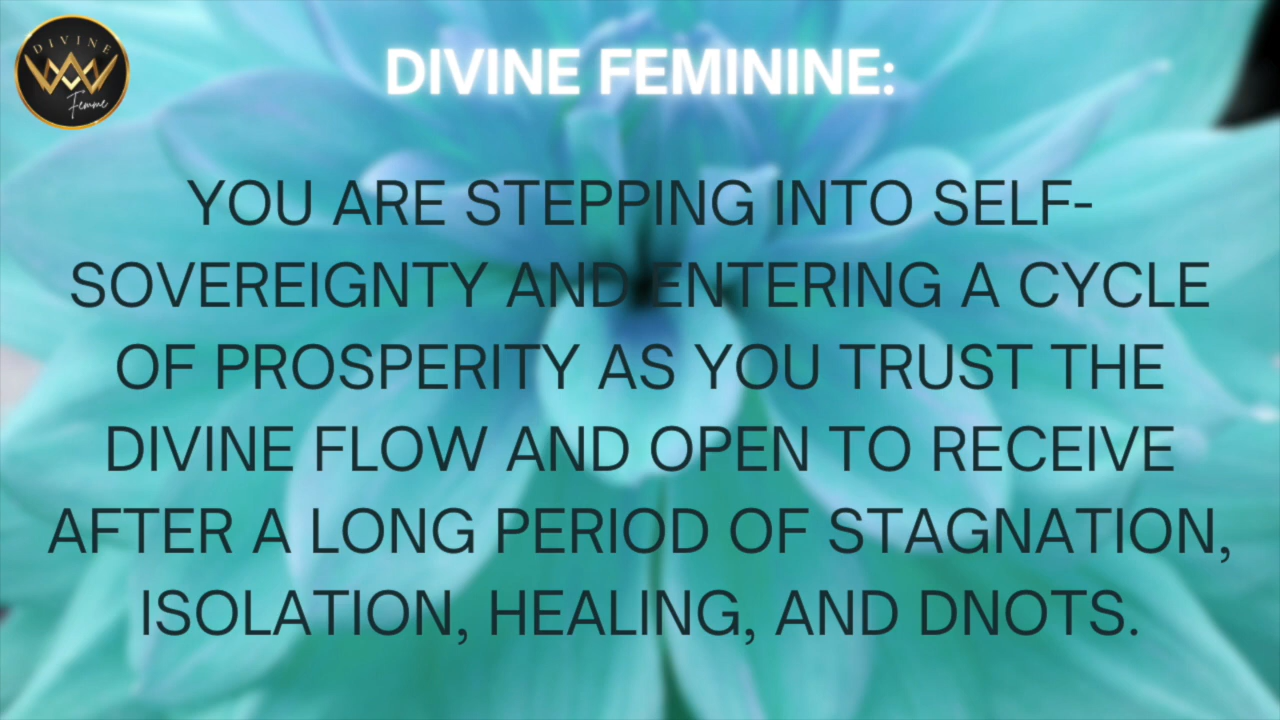 DIVINE
Femme
DIVINE FEMININE:
YOU ARE STEPPING INTO SELF-
SOVEREIGNTY AND ENTERING A CYCLE
OF PROSPERITY AS YOU TRUST THE
DIVINE FLOW AND OPEN TO RECEIVE
AFTER A LONG PERIOD OF STAGNATION,
ISOLATION, HEALING, AND DNOTS.